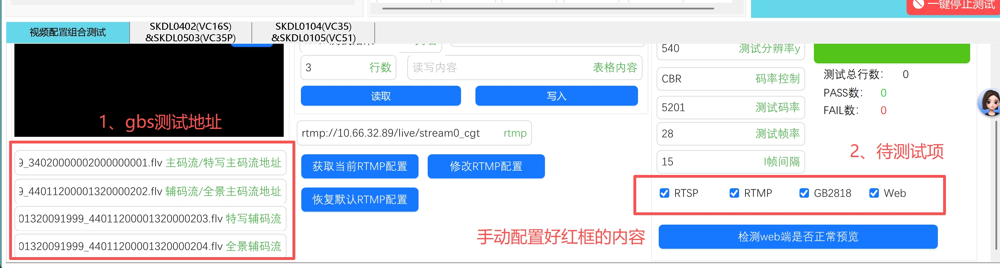 一键停止测试
视频配置组合测试
SKDL0402(VC16S)
&SKDL0503(VC35P)
SKDL0104(VC35)
&SKDL0105(VC51)
1、gbs测试地址
9_34020000002000000001.flv 主码流/特写主码流地址
9_44011200001320000202.flv 辅码流/全景主码流地址
01320091999_44011200001320000203.flv 特写辅码流
01320091999_44011200001320000204.flv 全景辅码流
3 行数
读写内容 表格内容
读取
写入
rtmp://10.66.32.89/live/stream0_cgt rtmp
获取当前RTMP配置
修改RTMP配置
恢复默认RTMP配置
手动配置好红框的内容
540 测试分辨率y
CBR 码率控制
5201 测试码率
28 测试帧率
15 I帧间隔
RTSP RTMP GB2818 Web
检测web端是否正常预览
测试总行数: 0
PASS数: 0
FAIL数: 0
2、待测试项